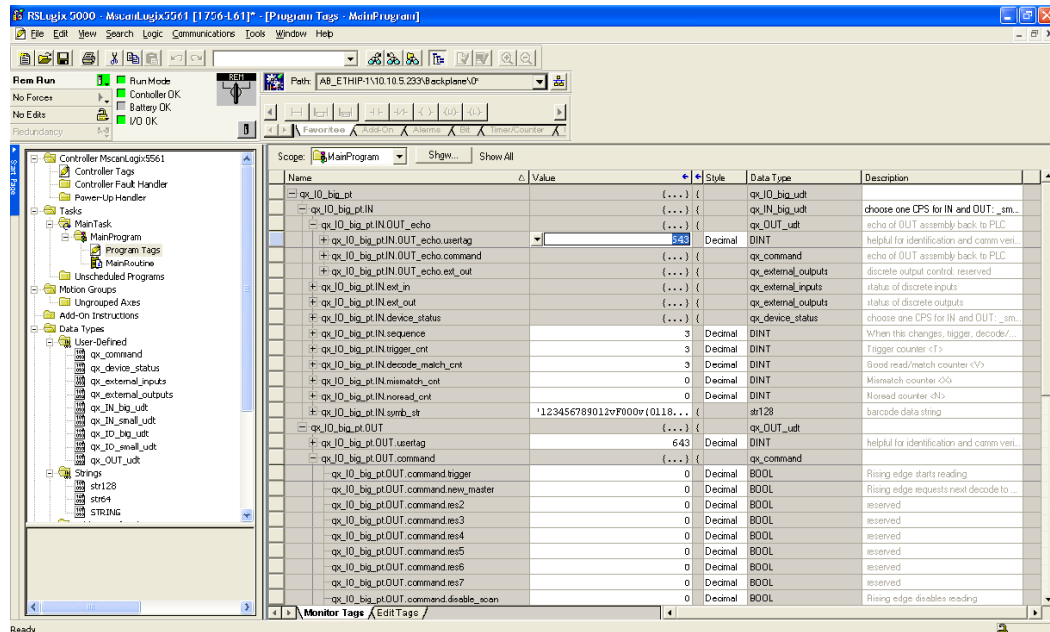 RSLogix 5000 - MscanLogix5561 [1756-L61]* - [Program Tags - MainProgram]
File Edit View Search Logic Communications Tools Window Help
Rem Run Run Mode REM Path: AB_ETHIP-1\10.10.5.233\Backplane\0*
No Forces Controller OK
Battery OK
No Edits I/O OK
Redundancy
Favorites Add-On Alarms Bit Timer/Counter
Start Page
Controller MscanLogix5561
Controller Tags
Controller Fault Handler
Power-Up Handler
Tasks
MainTask
MainProgram
Program Tags
MainRoutine
Unscheduled Programs
Motion Groups
Ungrouped Axes
Add-On Instructions
Data Types
User-Defined
qx_command
qx_device_status
qx_external_inputs
qx_external_outputs
qx_IN_big_udt
qx_IN_small_udt
qx_IO_big_udt
qx_IO_small_udt
qx_OUT_udt
Strings
str128
str64
STRING
Scope: MainProgram Show... Show All
Name Value Style Data Type Description
qx_IO_big_pt {...} { qx_IO_big_udt
qx_IO_big_pt.IN {...} { qx_IN_big_udt choose one CPS for IN and OUT: _sm...
qx_IO_big_pt.IN.OUT_echo {...} { qx_OUT_udt echo of OUT assembly back to PLC
qx_IO_big_pt.IN.OUT_echo.usertag 643 Decimal DINT helpful for identification and comm veri...
qx_IO_big_pt.IN.OUT_echo.command {...} { qx_command echo of OUT assembly back to PLC
qx_IO_big_pt.IN.OUT_echo.ext_out {...} { qx_external_outputs discrete output control: reserved
qx_IO_big_pt.IN.ext_in {...} { qx_external_inputs status of discrete inputs
qx_IO_big_pt.IN.ext_out {...} { qx_external_outputs status of discrete outputs
qx_IO_big_pt.IN.device_status {...} { qx_device_status choose one CPS for IN and OUT: _sm...
qx_IO_big_pt.IN.sequence 3 Decimal DINT When this changes, trigger, decode/...
qx_IO_big_pt.IN.trigger_cnt 3 Decimal DINT Trigger counter <T>
qx_IO_big_pt.IN.decode_match_cnt 3 Decimal DINT Good read/match counter <V>
qx_IO_big_pt.IN.mismatch_cnt 0 Decimal DINT Mismatch counter <X>
qx_IO_big_pt.IN.noread_cnt 0 Decimal DINT Noread counter <N>
qx_IO_big_pt.IN.symb_str '123456789012vF000v(0118... { str128 barcode data string
qx_IO_big_pt.OUT {...} { qx_OUT_udt
qx_IO_big_pt.OUT.usertag 643 Decimal DINT helpful for identification and comm veri...
qx_IO_big_pt.OUT.command {...} { qx_command
qx_IO_big_pt.OUT.command.trigger 0 Decimal BOOL Rising edge starts reading
qx_IO_big_pt.OUT.command.new_master 0 Decimal BOOL Rising edge requests next decode to ...
qx_IO_big_pt.OUT.command.res2 0 Decimal BOOL reserved
qx_IO_big_pt.OUT.command.res3 0 Decimal BOOL reserved
qx_IO_big_pt.OUT.command.res4 0 Decimal BOOL reserved
qx_IO_big_pt.OUT.command.res5 0 Decimal BOOL reserved
qx_IO_big_pt.OUT.command.res6 0 Decimal BOOL reserved
qx_IO_big_pt.OUT.command.res7 0 Decimal BOOL reserved
qx_IO_big_pt.OUT.command.disable_scan 0 Decimal BOOL Rising edge disables reading
Monitor Tags Edit Tags
Ready